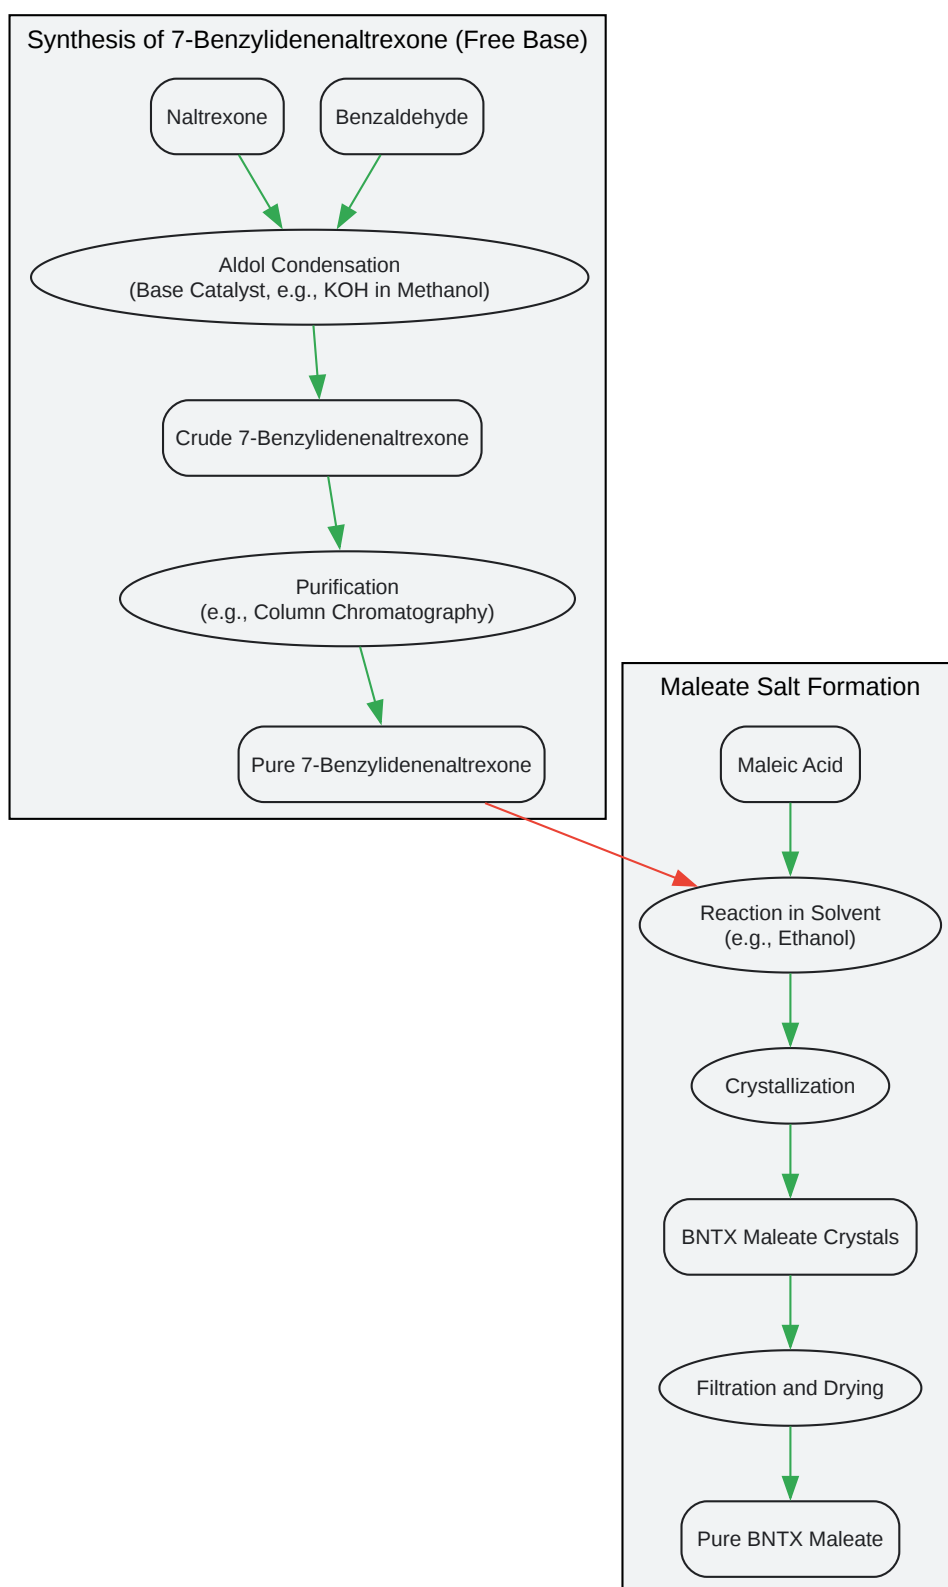 Synthesis of 7-Benzylidenenaltrexone (Free Base)
Naltrexone
Benzaldehyde
Aldol Condensation
(Base Catalyst, e.g., KOH in Methanol)
Crude 7-Benzylidenenaltrexone
Purification
(e.g., Column Chromatography)
Pure 7-Benzylidenenaltrexone
Maleate Salt Formation
Maleic Acid
Reaction in Solvent
(e.g., Ethanol)
Crystallization
BNTX Maleate Crystals
Filtration and Drying
Pure BNTX Maleate